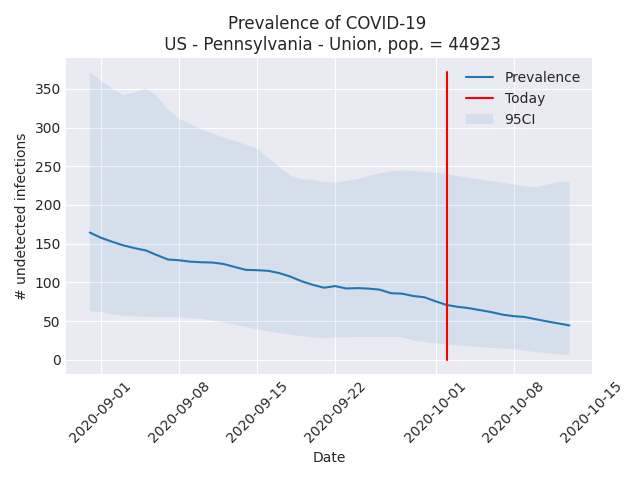 Prevalence of COVID-19
US - Pennsylvania - Union, pop. = 44923
Prevalence
Today
95CI
# undetected infections
350
300
250
200
150
100
50
0
2020-09-01
2020-09-08
2020-09-15
2020-09-22
2020-10-01
2020-10-08
2020-10-15
Date